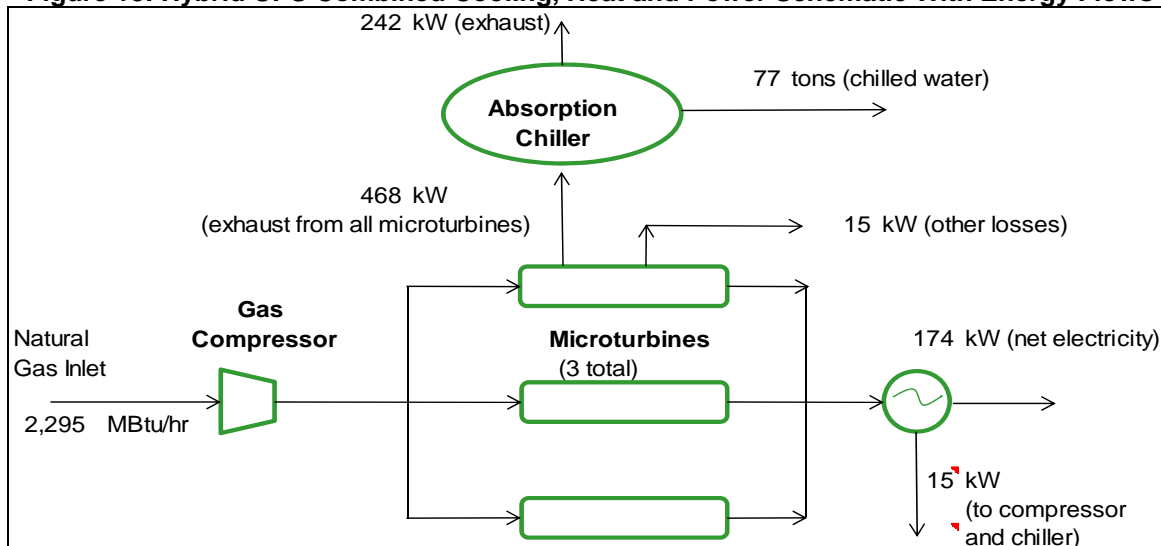 242 kW (exhaust)
77 tons (chilled water)
Absorption
Chiller
468 kW
(exhaust from all microturbines)
15 kW (other losses)
Gas
Compressor
Natural
Gas Inlet
2,295 MBtu/hr
Microturbines
(3 total)
174 kW (net electricity)
15 kW
(to compressor
and chiller)